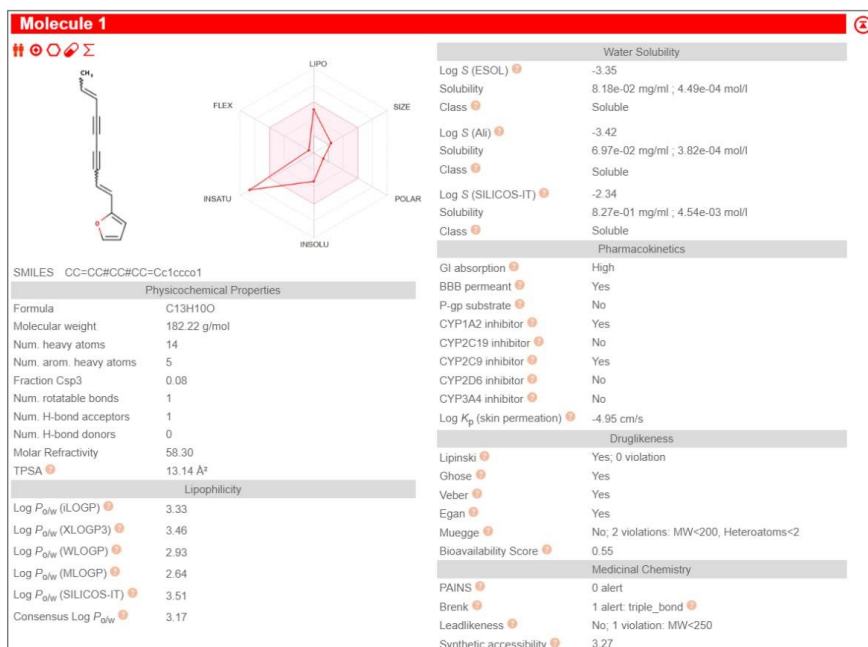 Molecule 1
CH₃
O
LIPO
FLEX
SIZE
INSATU
POLAR
INSOLU
SMILES CC=CC#CC#CC=Cc1ccco1
Physicochemical Properties
Formula C13H10O
Molecular weight 182.22 g/mol
Num. heavy atoms 14
Num. arom. heavy atoms 5
Fraction Csp3 0.08
Num. rotatable bonds 1
Num. H-bond acceptors 1
Num. H-bond donors 0
Molar Refractivity 58.30
TPSA ? 13.14 Å²
Lipophilicity
Log Po/w (iLOGP) ? 3.33
Log Po/w (XLOGP3) ? 3.46
Log Po/w (WLOGP) ? 2.93
Log Po/w (MLOGP) ? 2.64
Log Po/w (SILICOS-IT) ? 3.51
Consensus Log Po/w ? 3.17
Water Solubility
Log S (ESOL) ? -3.35
Solubility 8.18e-02 mg/ml ; 4.49e-04 mol/l
Class ? Soluble
Log S (Ali) ? -3.42
Solubility 6.97e-02 mg/ml ; 3.82e-04 mol/l
Class ? Soluble
Log S (SILICOS-IT) ? -2.34
Solubility 8.27e-01 mg/ml ; 4.54e-03 mol/l
Class ? Soluble
Pharmacokinetics
GI absorption ? High
BBB permeant ? Yes
P-gp substrate ? No
CYP1A2 inhibitor ? Yes
CYP2C19 inhibitor ? No
CYP2C9 inhibitor ? Yes
CYP2D6 inhibitor ? No
CYP3A4 inhibitor ? No
Log Kp (skin permeation) ? -4.95 cm/s
Druglikeness
Lipinski ? Yes; 0 violation
Ghose ? Yes
Veber ? Yes
Egan ? Yes
Muegge ? No; 2 violations: MW<200, Heteroatoms<2
Bioavailability Score ? 0.55
Medicinal Chemistry
PAINS ? 0 alert
Brenk ? 1 alert: triple_bond ?
Leadlikeness ? No; 1 violation: MW<250
Synthetic accessibility ? 3.27